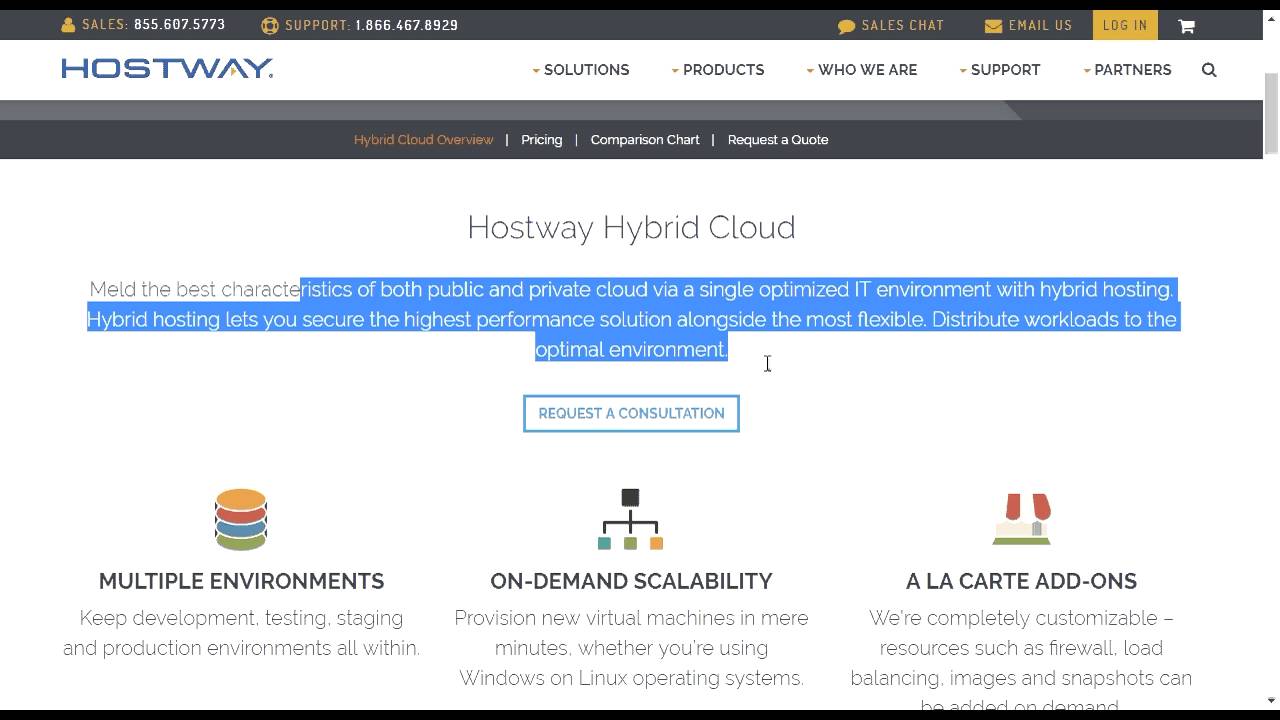 SALES: 855.607.5773 SUPPORT: 1.866.467.8929 SALES CHAT EMAIL US LOG IN
HOSTWAY. SOLUTIONS PRODUCTS WHO WE ARE SUPPORT PARTNERS
Hybrid Cloud Overview | Pricing | Comparison Chart | Request a Quote
Hostway Hybrid Cloud
Meld the best characteristics of both public and private cloud via a single optimized IT environment with hybrid hosting.
Hybrid hosting lets you secure the highest performance solution alongside the most flexible. Distribute workloads to the
optimal environment.
REQUEST A CONSULTATION
MULTIPLE ENVIRONMENTS
Keep development, testing, staging
and production environments all within.
ON-DEMAND SCALABILITY
Provision new virtual machines in mere
minutes, whether you're using
Windows on Linux operating systems.
A LA CARTE ADD-ONS
We're completely customizable –
resources such as firewall, load
balancing, images and snapshots can
be added on demand.